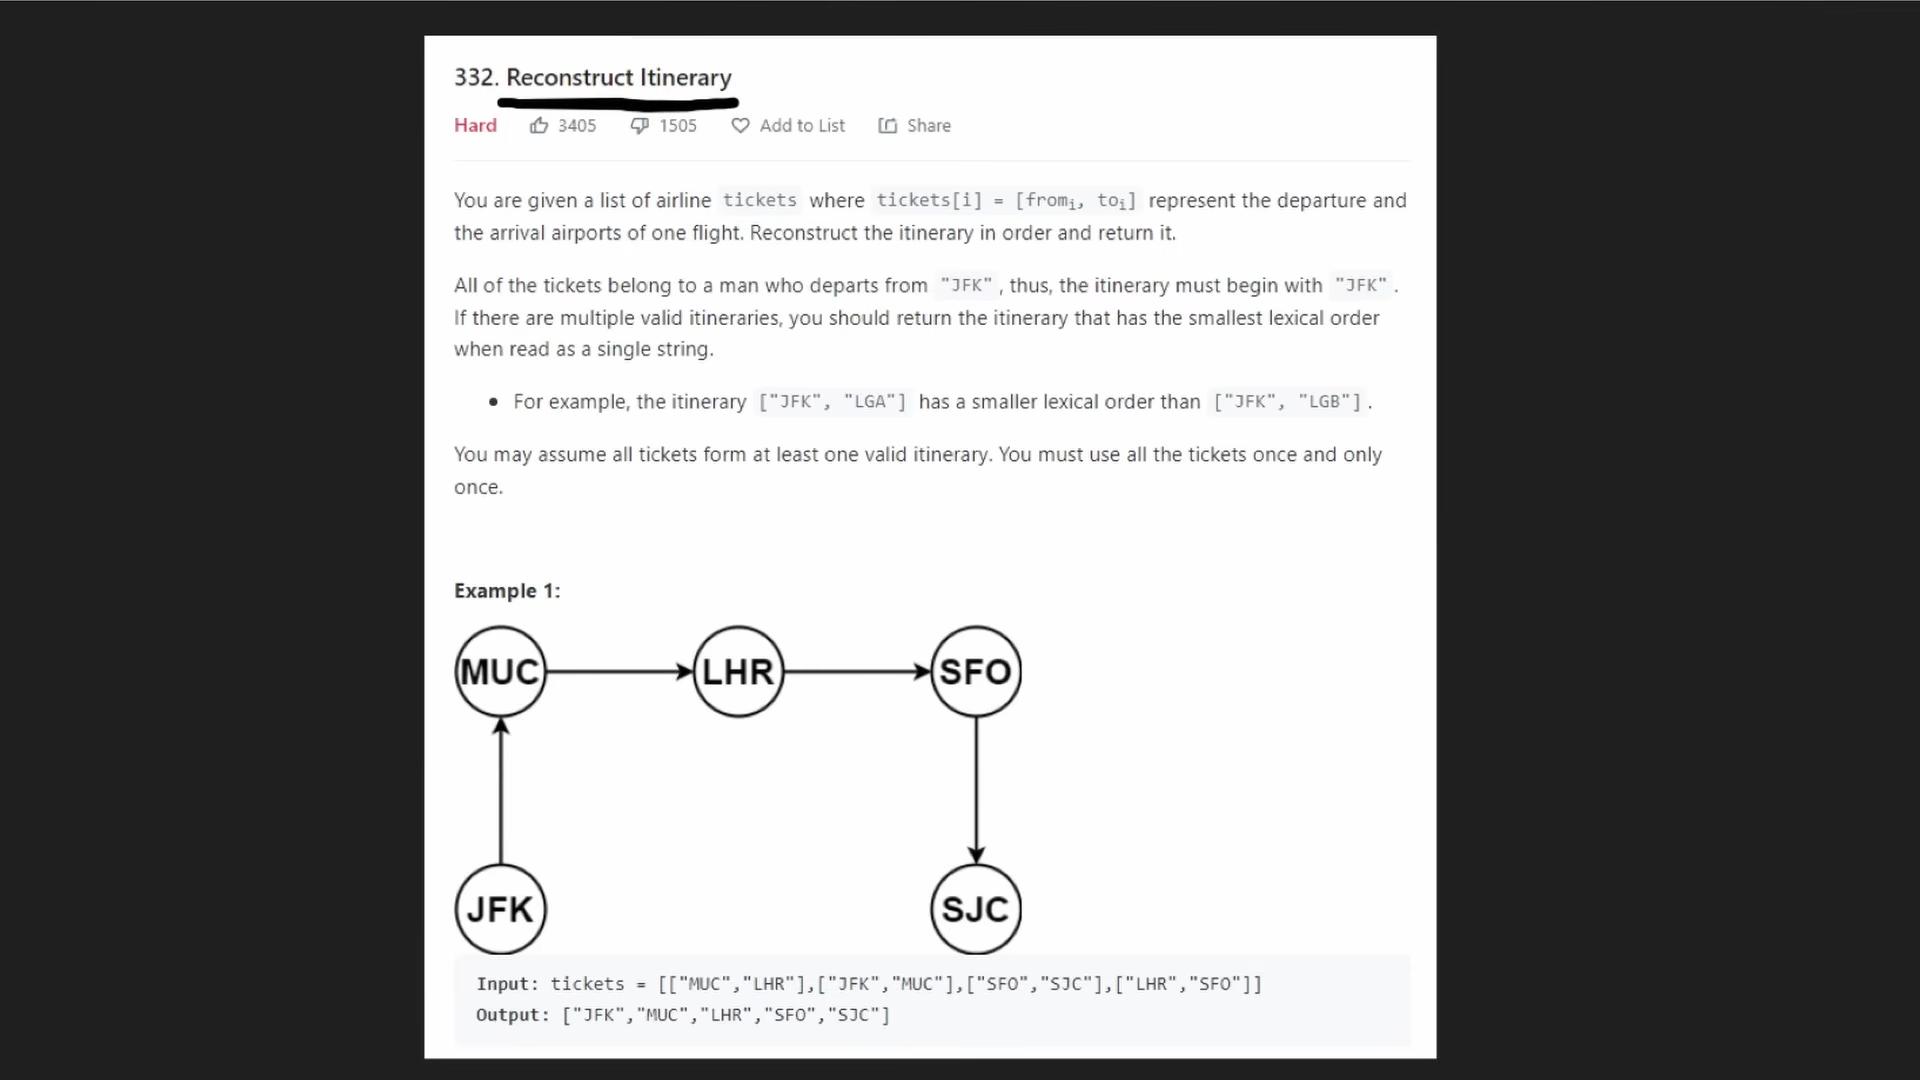 332. Reconstruct Itinerary
Hard 3405 1505 Add to List Share
You are given a list of airline tickets where tickets[i] = [fromi, toi] represent the departure and
the arrival airports of one flight. Reconstruct the itinerary in order and return it.
All of the tickets belong to a man who departs from "JFK", thus, the itinerary must begin with "JFK".
If there are multiple valid itineraries, you should return the itinerary that has the smallest lexical order
when read as a single string.
• For example, the itinerary ["JFK", "LGA"] has a smaller lexical order than ["JFK", "LGB"].
You may assume all tickets form at least one valid itinerary. You must use all the tickets once and only
once.
Example 1:
MUC LHR SFO
JFK SJC
Input: tickets = [["MUC","LHR"],["JFK","MUC"],["SFO","SJC"],["LHR","SFO"]]
Output: ["JFK","MUC","LHR","SFO","SJC"]